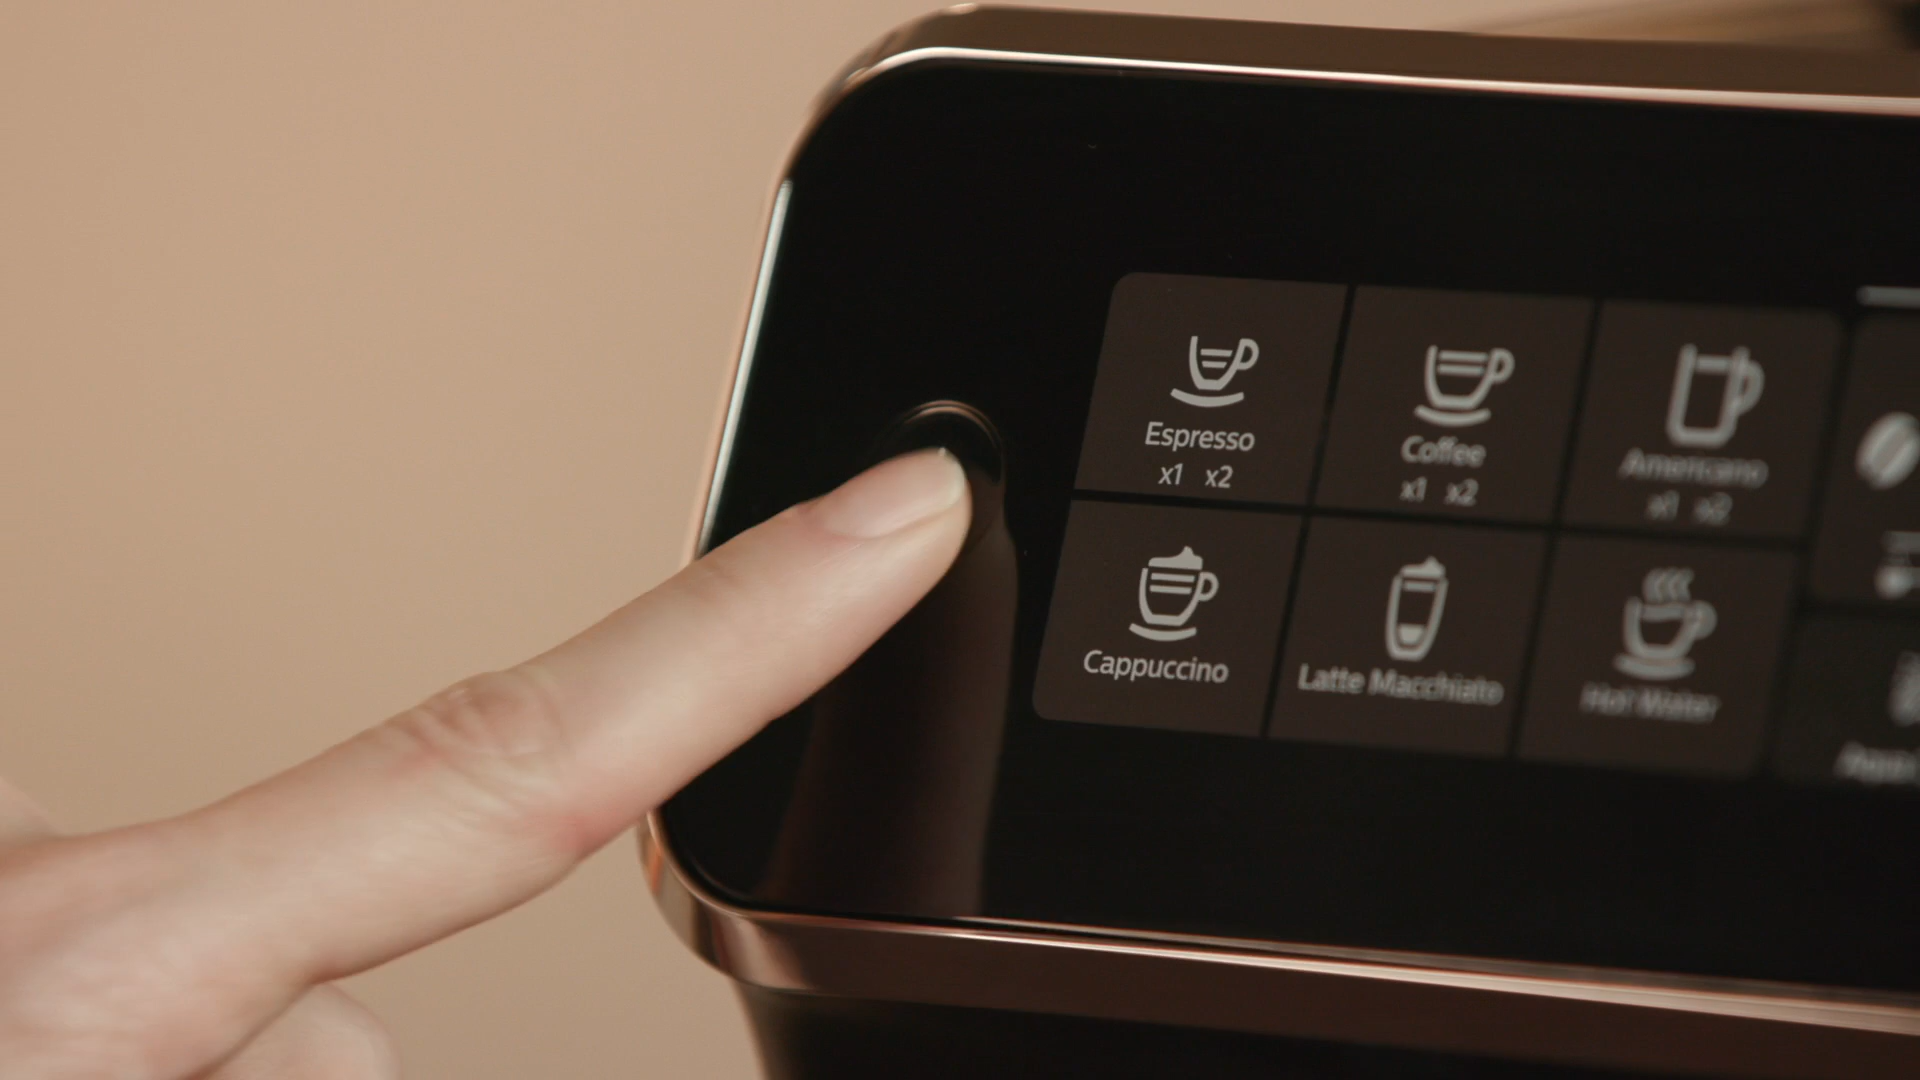 Espresso
x1 x2
Coffee
x1 x2
Americano
x1 x2
Cappuccino
Latte Macchiato
Hot Water